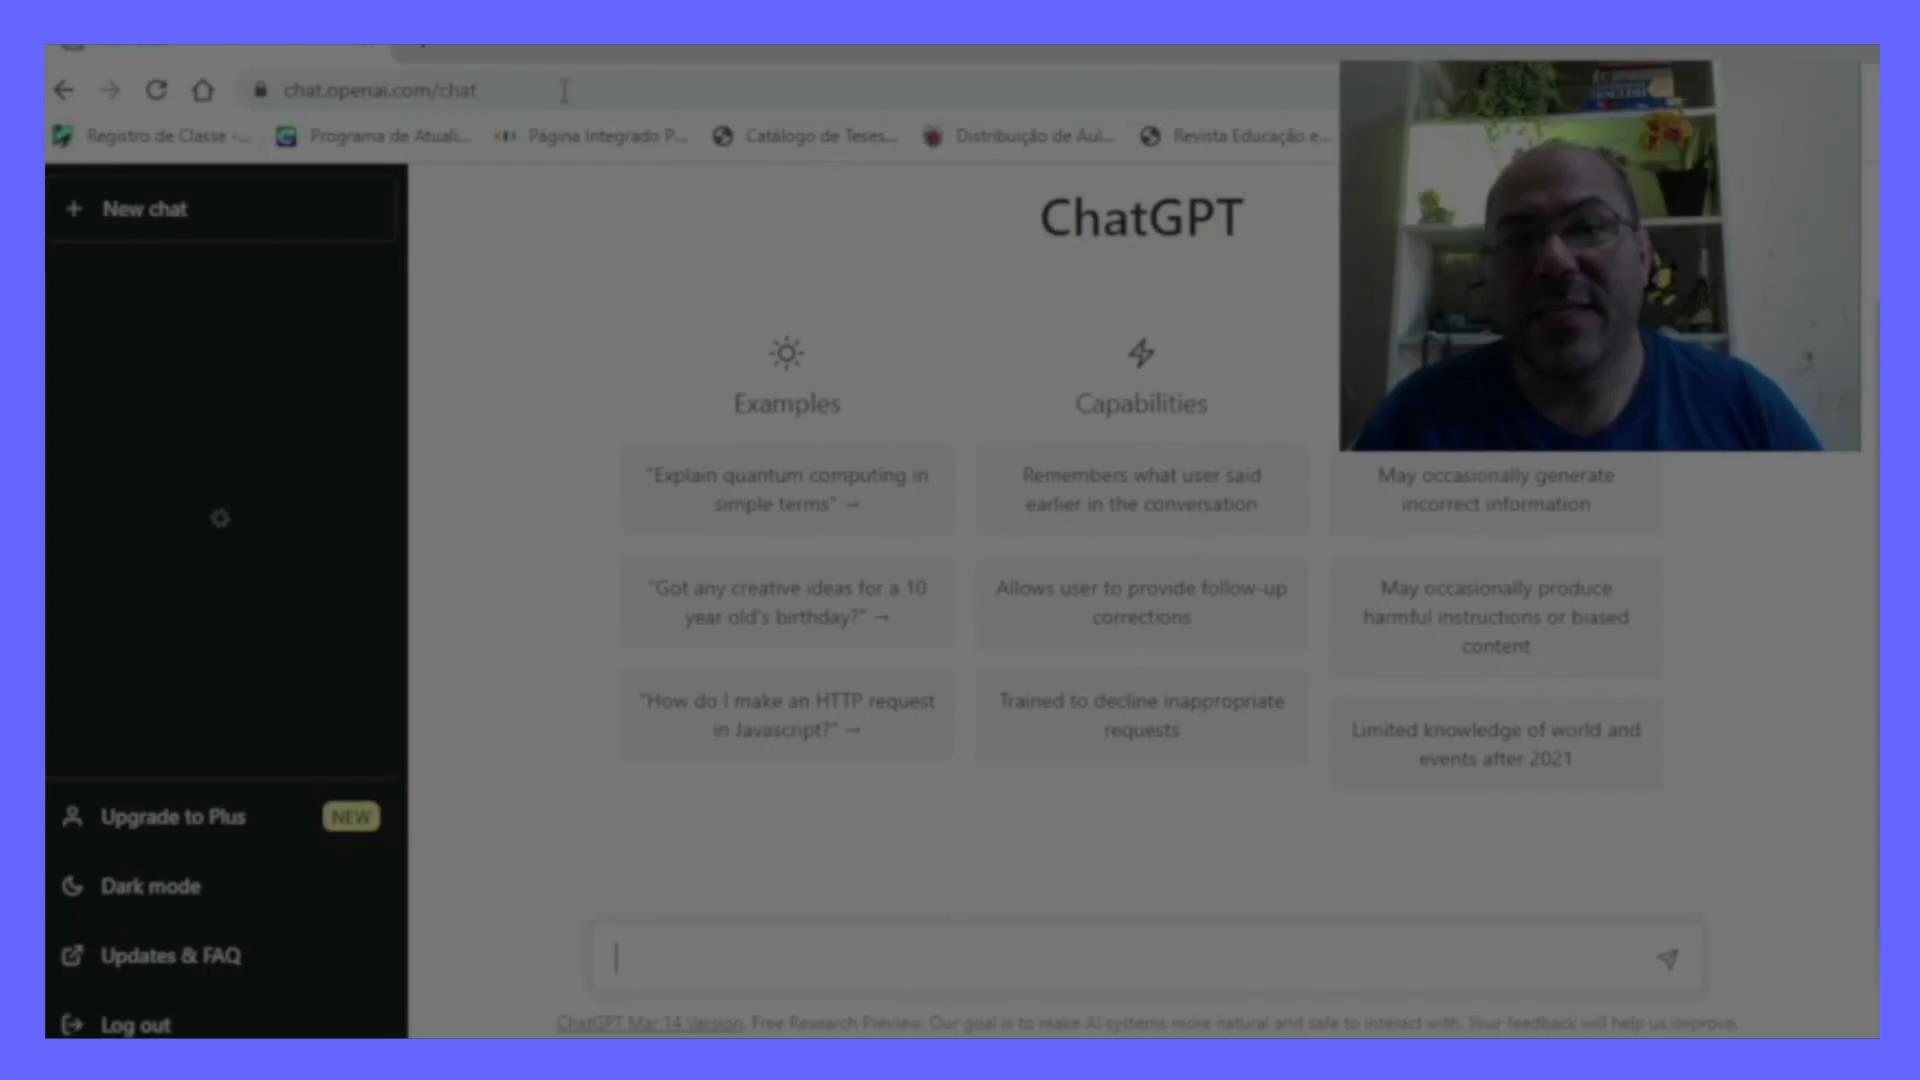 chat.openai.com/chat
Registro de Classe -...
Programa de Atuali...
Página Integrado P...
Catálogo de Teses...
Distribuição de Aul...
Revista Educação e...
+ New chat
ChatGPT
Examples
Capabilities
"Explain quantum computing in
simple terms" →
Remembers what user said
earlier in the conversation
May occasionally generate
incorrect information
"Got any creative ideas for a 10
year old's birthday?" →
Allows user to provide follow-up
corrections
May occasionally produce
harmful instructions or biased
content
"How do I make an HTTP request
in Javascript?" →
Trained to decline inappropriate
requests
Limited knowledge of world and
events after 2021
Upgrade to Plus
NEW
Dark mode
Updates & FAQ
Log out
ChatGPT Mar 14 Version. Free Research Preview. Our goal is to make AI systems more natural and safe to interact with. Your feedback will help us improve.